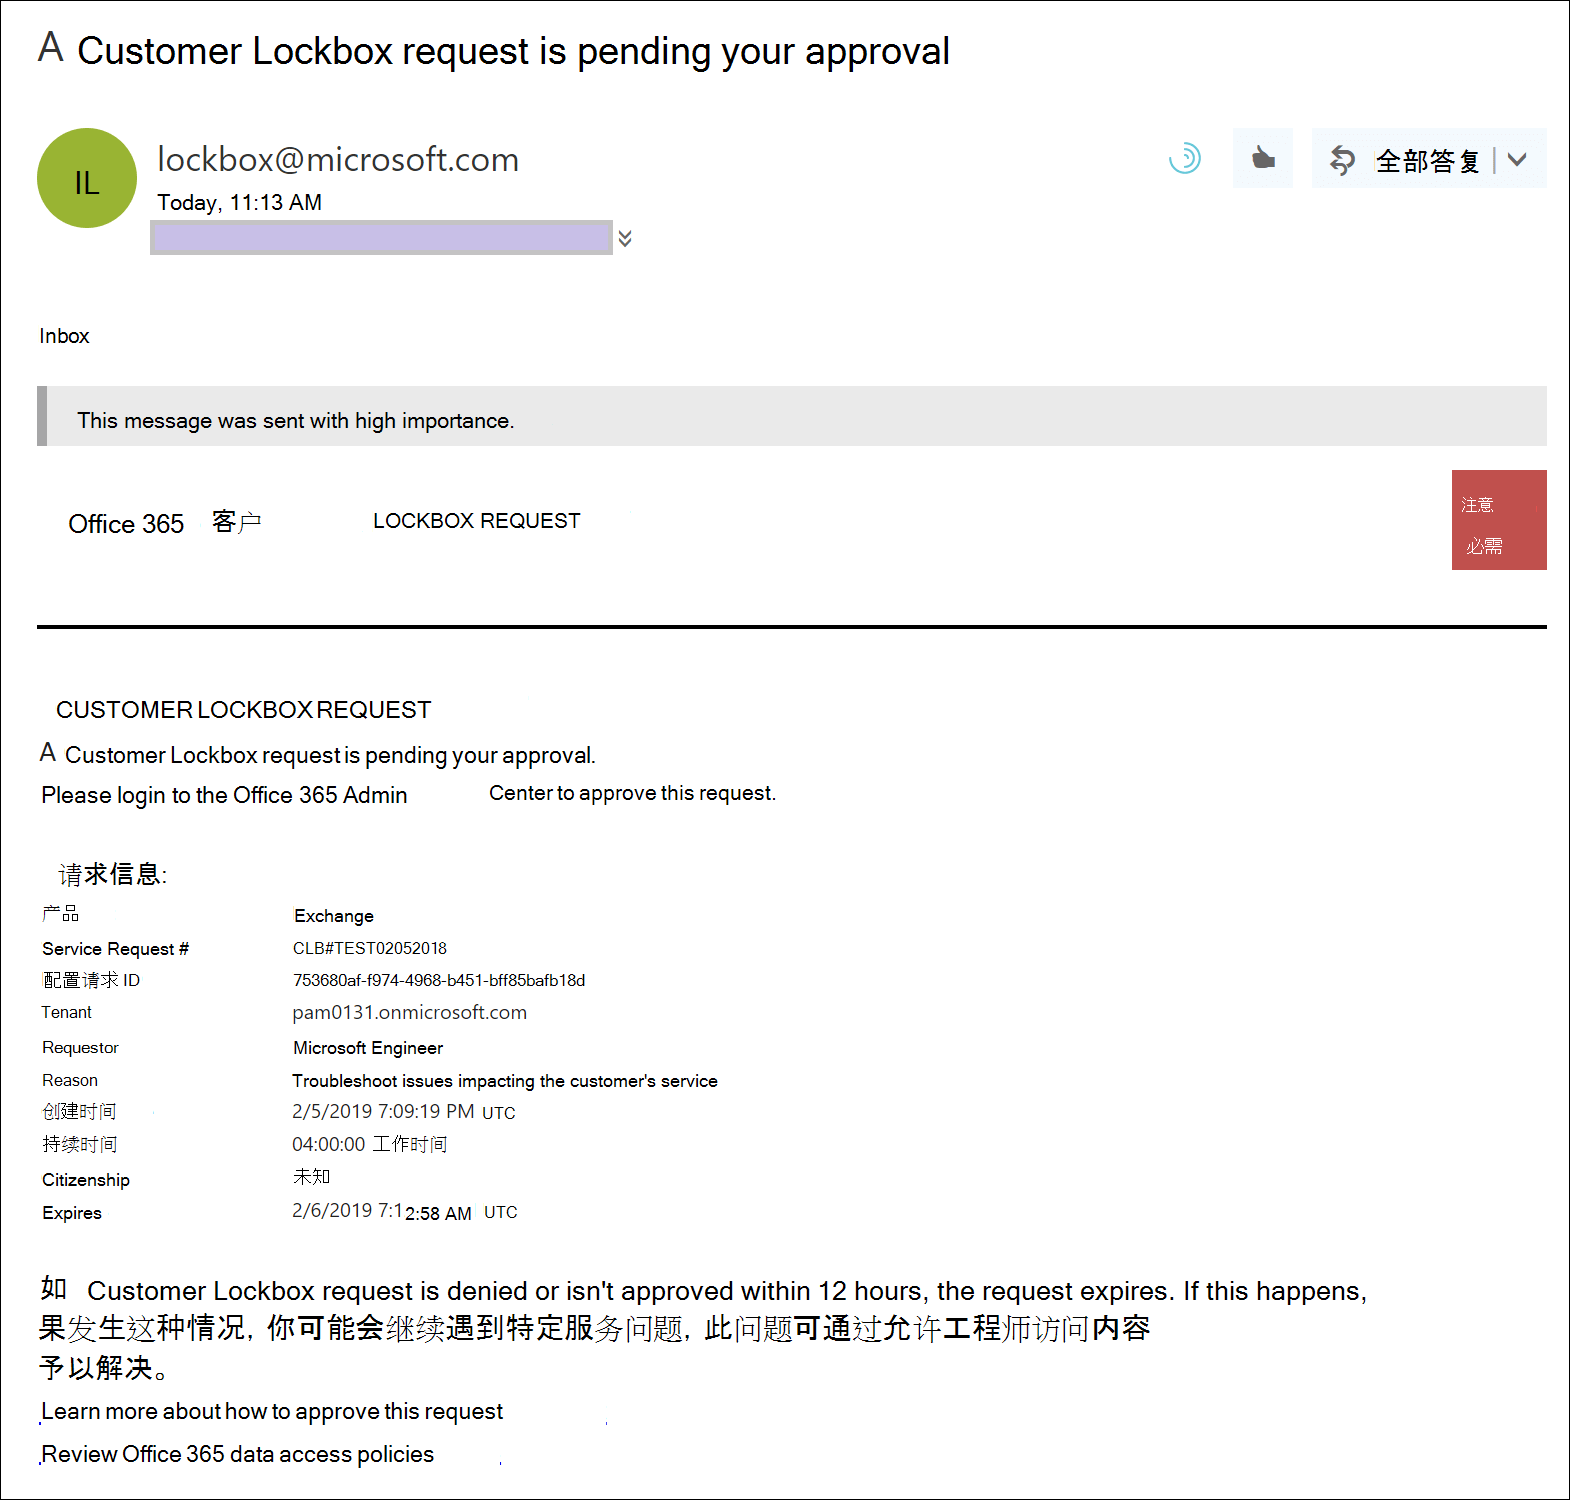 A Customer Lockbox request is pending your approval
IL
lockbox@microsoft.com
全部答复
Today, 11:13 AM
Inbox
This message was sent with high importance.
Office 365 客户 LOCKBOX REQUEST
注意
必需
CUSTOMER LOCKBOX REQUEST
A Customer Lockbox request is pending your approval.
Please login to the Office 365 Admin Center to approve this request.
请求信息:
产品 Exchange
Service Request # CLB#TEST02052018
配置请求 ID 753680af-f974-4968-b451-bff85bafb18d
Tenant pam0131.onmicrosoft.com
Requestor Microsoft Engineer
Reason Troubleshoot issues impacting the customer's service
创建时间 2/5/2019 7:09:19 PM UTC
持续时间 04:00:00 工作时间
Citizenship 未知
Expires 2/6/2019 7:12:58 AM UTC
如 Customer Lockbox request is denied or isn't approved within 12 hours, the request expires. If this happens,
果发生这种情况, 你可能会继续遇到特定服务问题, 此问题可通过允许工程师访问内容
予以解决。
Learn more about how to approve this request
Review Office 365 data access policies